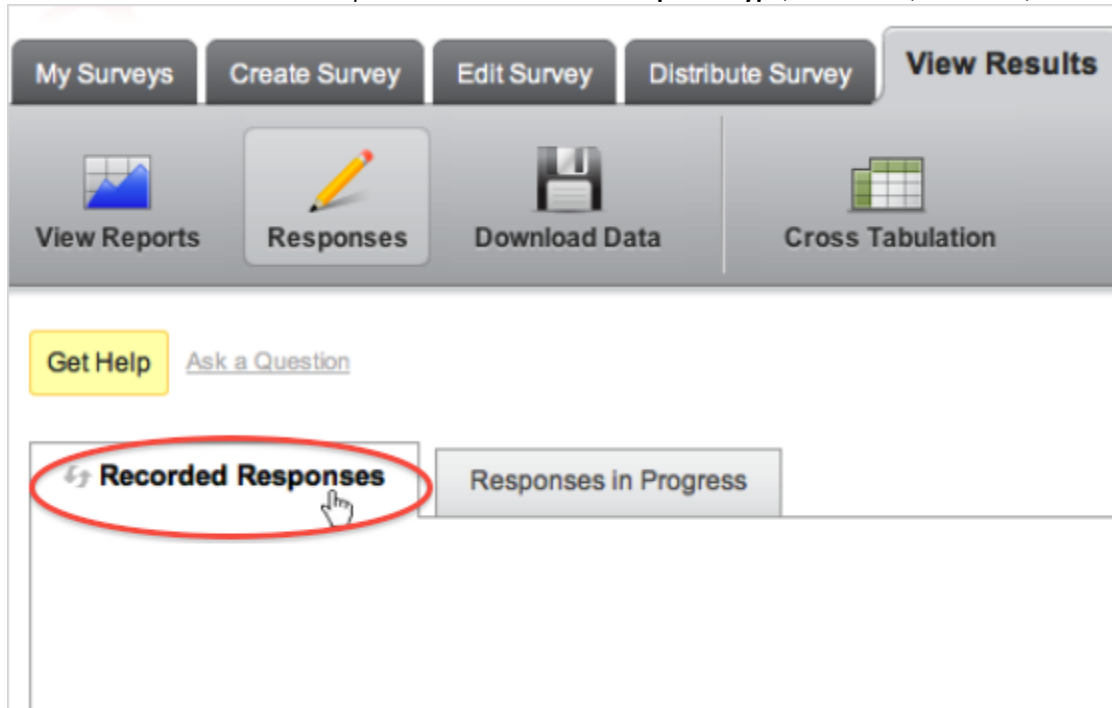 My Surveys Create Survey Edit Survey Distribute Survey View Results
View Reports Responses Download Data Cross Tabulation
Get Help Ask a Question
Recorded Responses Responses in Progress